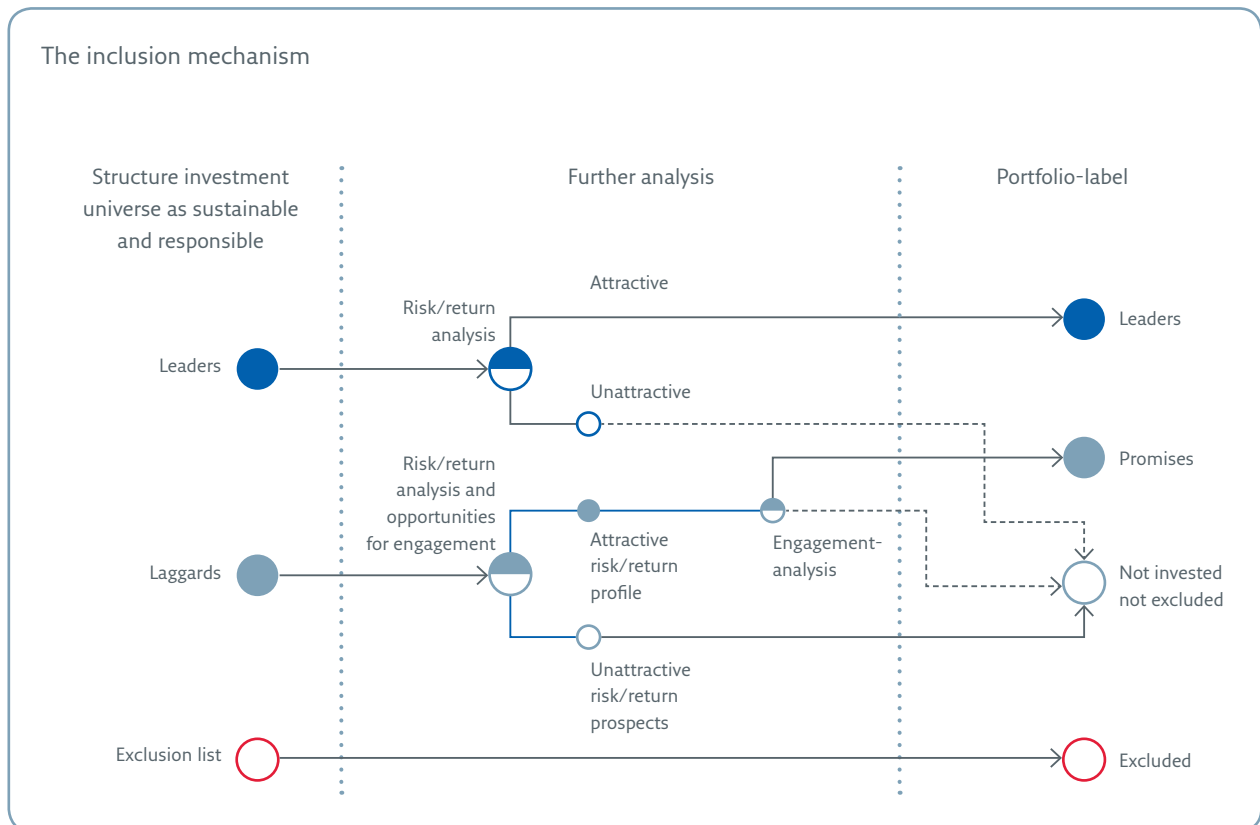 The inclusion mechanism
Structure investment
universe as sustainable
and responsible
Further analysis
Portfolio-label
Attractive
Risk/return
analysis
Leaders
Leaders
Unattractive
Risk/return
analysis and
opportunities
for engagement
Promises
Attractive
risk/return
profile
Engagement-
analysis
Laggards
Not invested
not excluded
Unattractive
risk/return
prospects
Exclusion list
Excluded